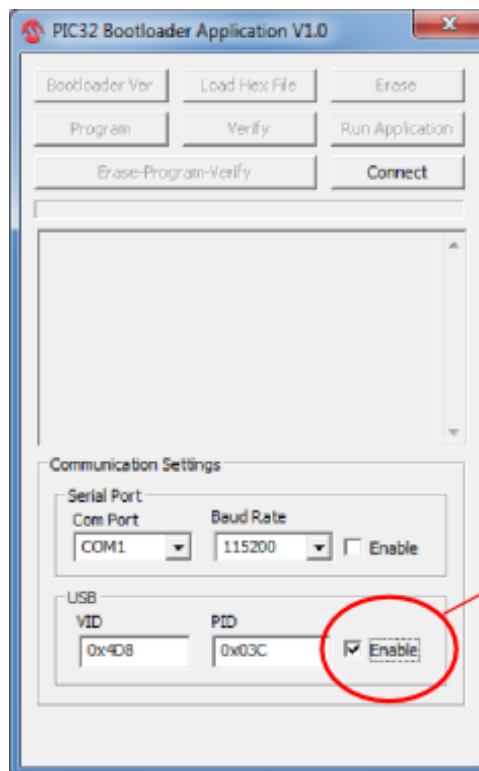 PIC32 Bootloader Application V1.0
Bootloader Ver Load Hex File Erase
Program Verify Run Application
Erase-Program-Verify Connect
Communication Settings
Serial Port
Com Port Baud Rate
COM1 115200 Enable
USB
VID PID
0x4D8 0x03C Enable